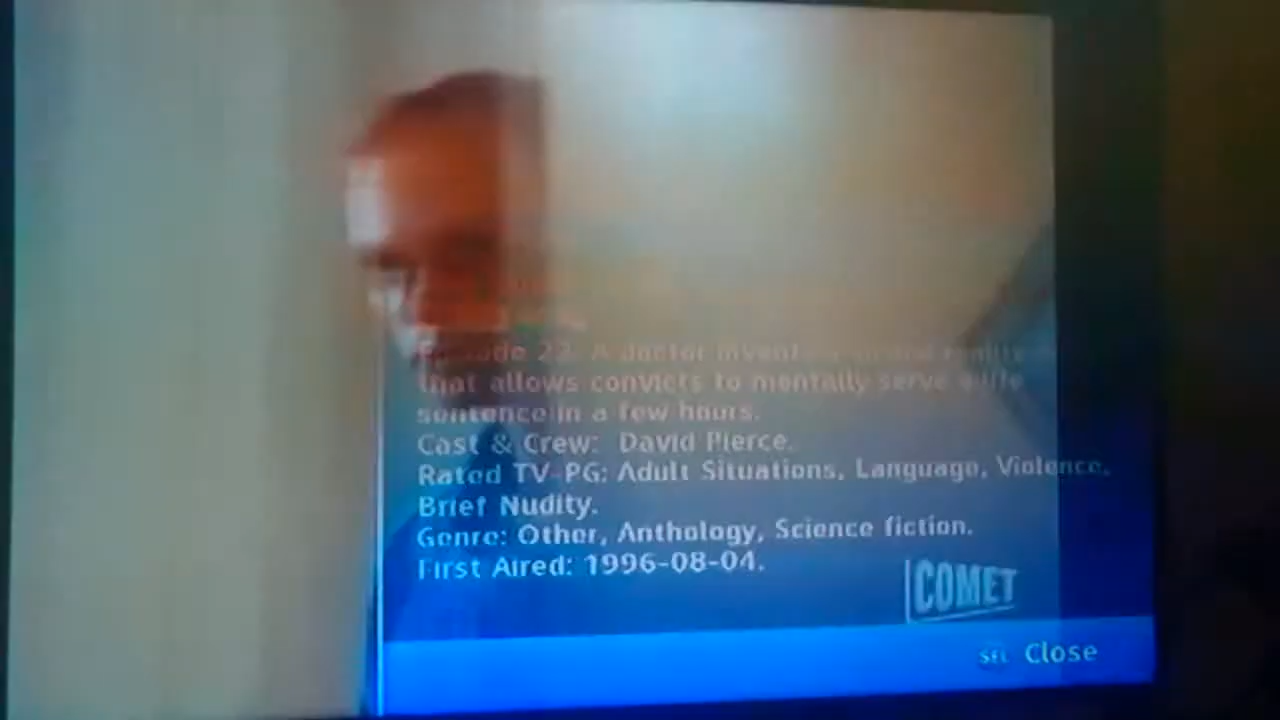 Episode 22. A doctor invents reality
that allows convicts to mentally serve a life
sentence in a few hours.
Cast & Crew: David Pierce.
Rated TV-PG: Adult Situations, Language, Violence,
Brief Nudity.
Genre: Other, Anthology, Science fiction.
First Aired: 1996-08-04.
COMET
SEL Close